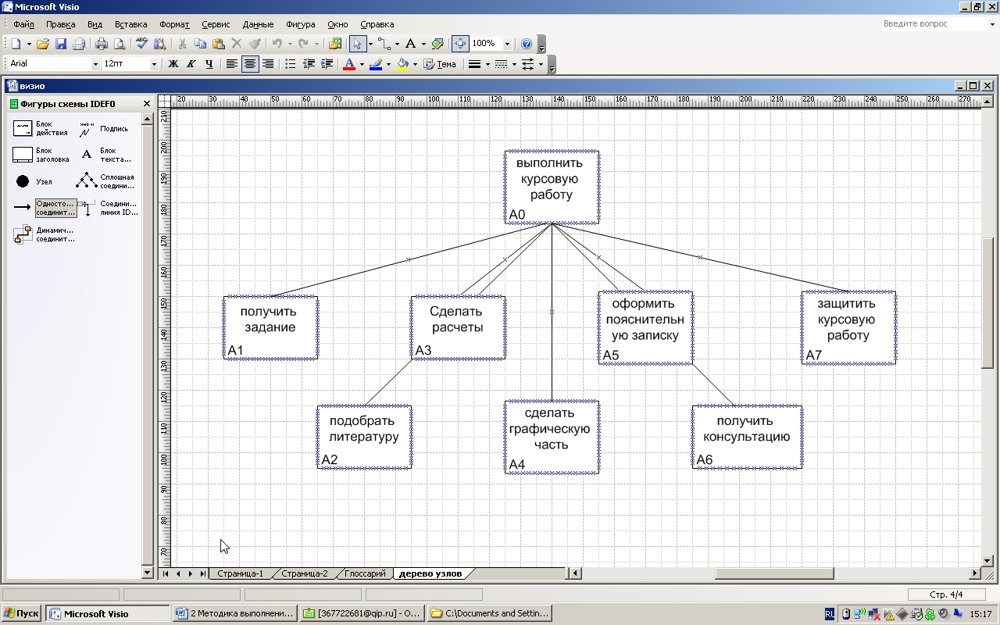 Microsoft Visio
Файл Правка Вид Вставка Формат Сервис Данные Фигура Окно Справка
Введите вопрос
100%
Arial 12пт Ж К Ч Тема
визио
Фигуры схемы IDEF0
20 30 40 50 60 70 80 90 100 110 120 130 140 150 160 170 180 190 200 210 220 230 240 250 260 270
210
200
190
180
170
160
150
140
130
120
110
100
90
80
70
Блок действия
Подпись
Блок заголовка
Блок текста...
Узел
Сплошная соедини...
Односто... соединит...
Соедини... линия ID...
Динамич... соединит...
выполнить
курсовую
работу
A0
получить
задание
A1
Сделать
расчеты
A3
оформить
пояснительн
ую записку
A5
защитить
курсовую
работу
A7
подобрать
литературу
A2
сделать
графическую
часть
A4
получить
консультацию
A6
Страница-1 Страница-2 Глоссарий дерево узлов
Стр. 4/4
Пуск Microsoft Visio 2 Методика выполнени... [367722681@qip.ru] - О... C:\Documents and Settin... RU 15:17